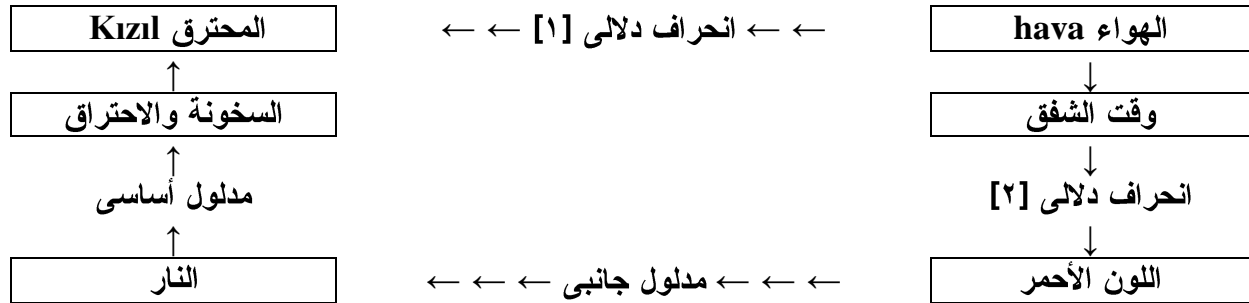 الهواء hava ← ← انحراف دلالى [١] ← ← المحترق Kızıl
↓ ↑
وقت الشفق السخونة والاحتراق
↓ ↑
انحراف دلالى [٢] مدلول أساسى
↓ ↑
اللون الأحمر ← ← ← مدلول جانبى ← ← ← النار